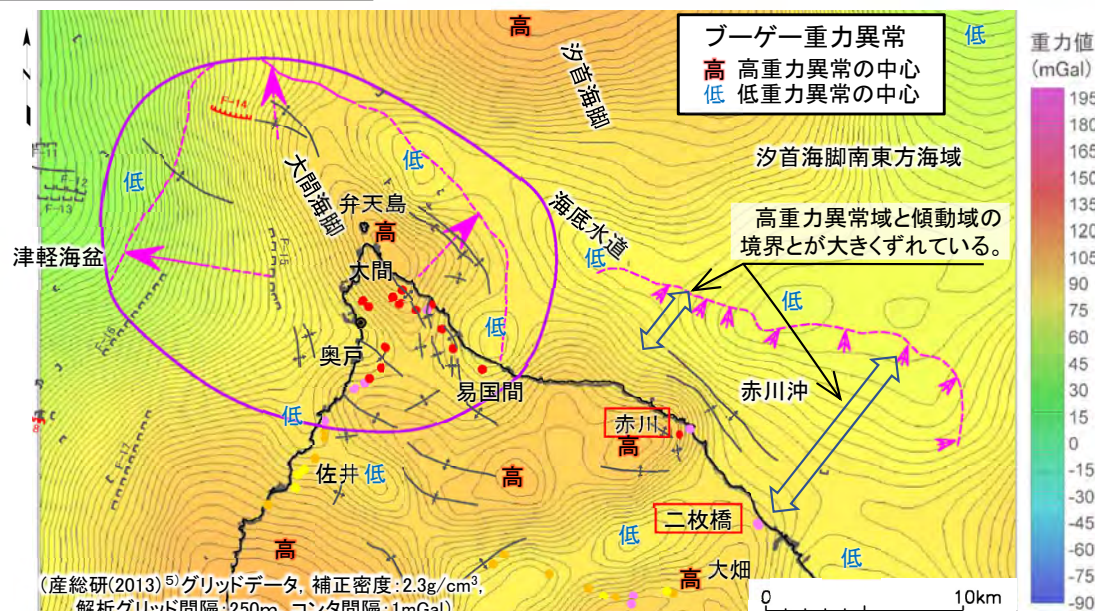 高
低
ブーゲー重力異常
高 高重力異常の中心
低 低重力異常の中心
重力値
(mGal)
195
180
165
150
135
120
105
90
75
60
45
30
15
0
-15
-30
-45
-60
-75
-90
汐首海脚
汐首海脚南東方海域
F-14
F-11
F-12
F-13
低
低
大間海脚
弁天島
高
海底水道
高重力異常域と傾動域の
境界とが大きくずれている。
津軽海盆
F-15
大間
低
低
低
F-16
奥戸
易国間
赤川沖
低
赤川
高
F-17
佐井
低
高
二枚橋
低
高
高
大畑
低
(産総研(2013)5)グリッドデータ, 補正密度:2.3g/cm3,
解析グリッド間隔:250m, コンタ間隔:1mGal)
0 10km